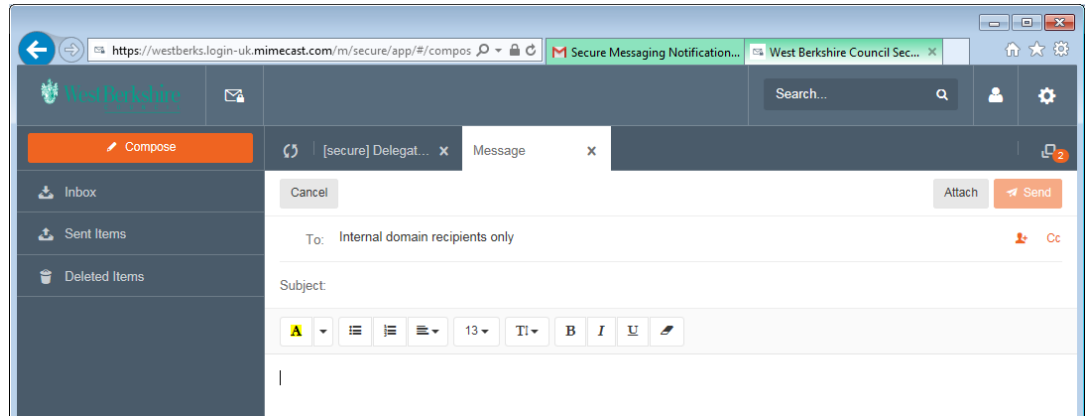 https://westberks.login-uk.mimecast.com/m/secure/app/#/compos
Secure Messaging Notification...
West Berkshire Council Sec...
West Berkshire
Search...
Compose
[secure] Delegat...
Message
2
Inbox
Sent Items
Deleted Items
Cancel
Attach
Send
To: Internal domain recipients only
Cc
Subject:
A
13
T
B I U